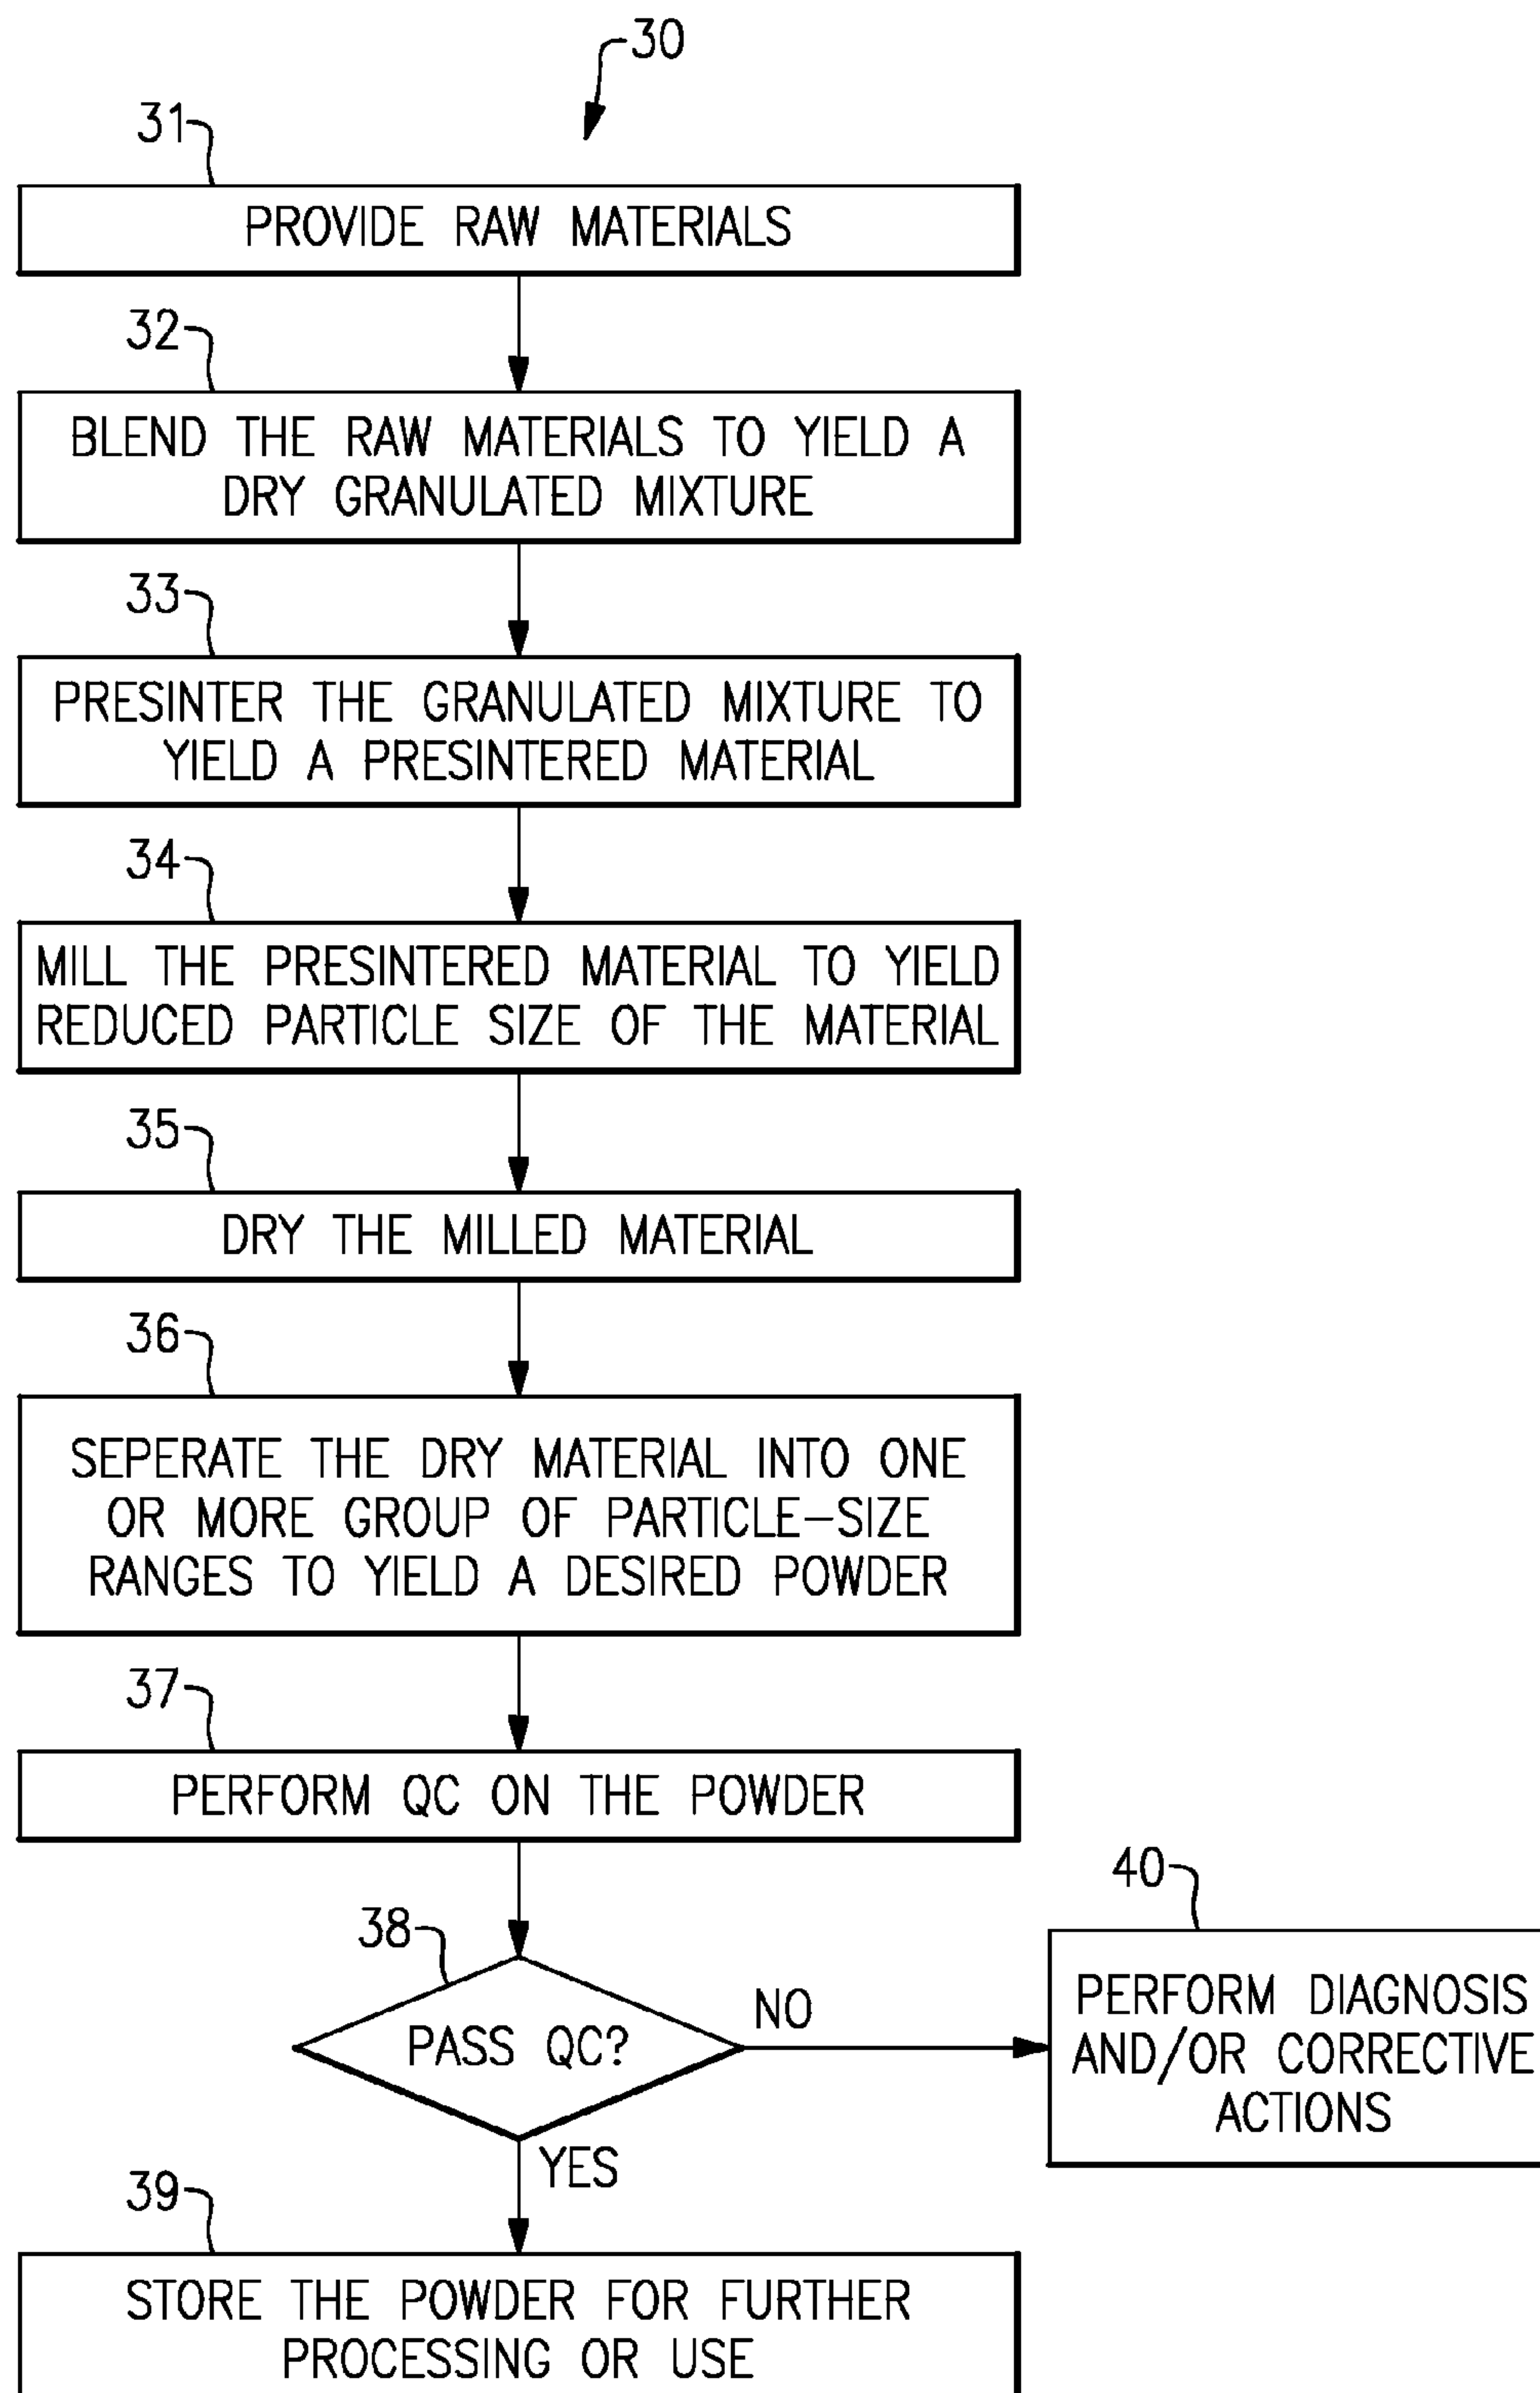 30
31
PROVIDE RAW MATERIALS
32
BLEND THE RAW MATERIALS TO YIELD A
DRY GRANULATED MIXTURE
33
PRESINTER THE GRANULATED MIXTURE TO
YIELD A PRESINTERED MATERIAL
34
MILL THE PRESINTERED MATERIAL TO YIELD
REDUCED PARTICLE SIZE OF THE MATERIAL
35
DRY THE MILLED MATERIAL
36
SEPERATE THE DRY MATERIAL INTO ONE
OR MORE GROUP OF PARTICLE-SIZE
RANGES TO YIELD A DESIRED POWDER
37
PERFORM QC ON THE POWDER
38
PASS QC?
NO
40
PERFORM DIAGNOSIS
AND/OR CORRECTIVE
ACTIONS
YES
39
STORE THE POWDER FOR FURTHER
PROCESSING OR USE